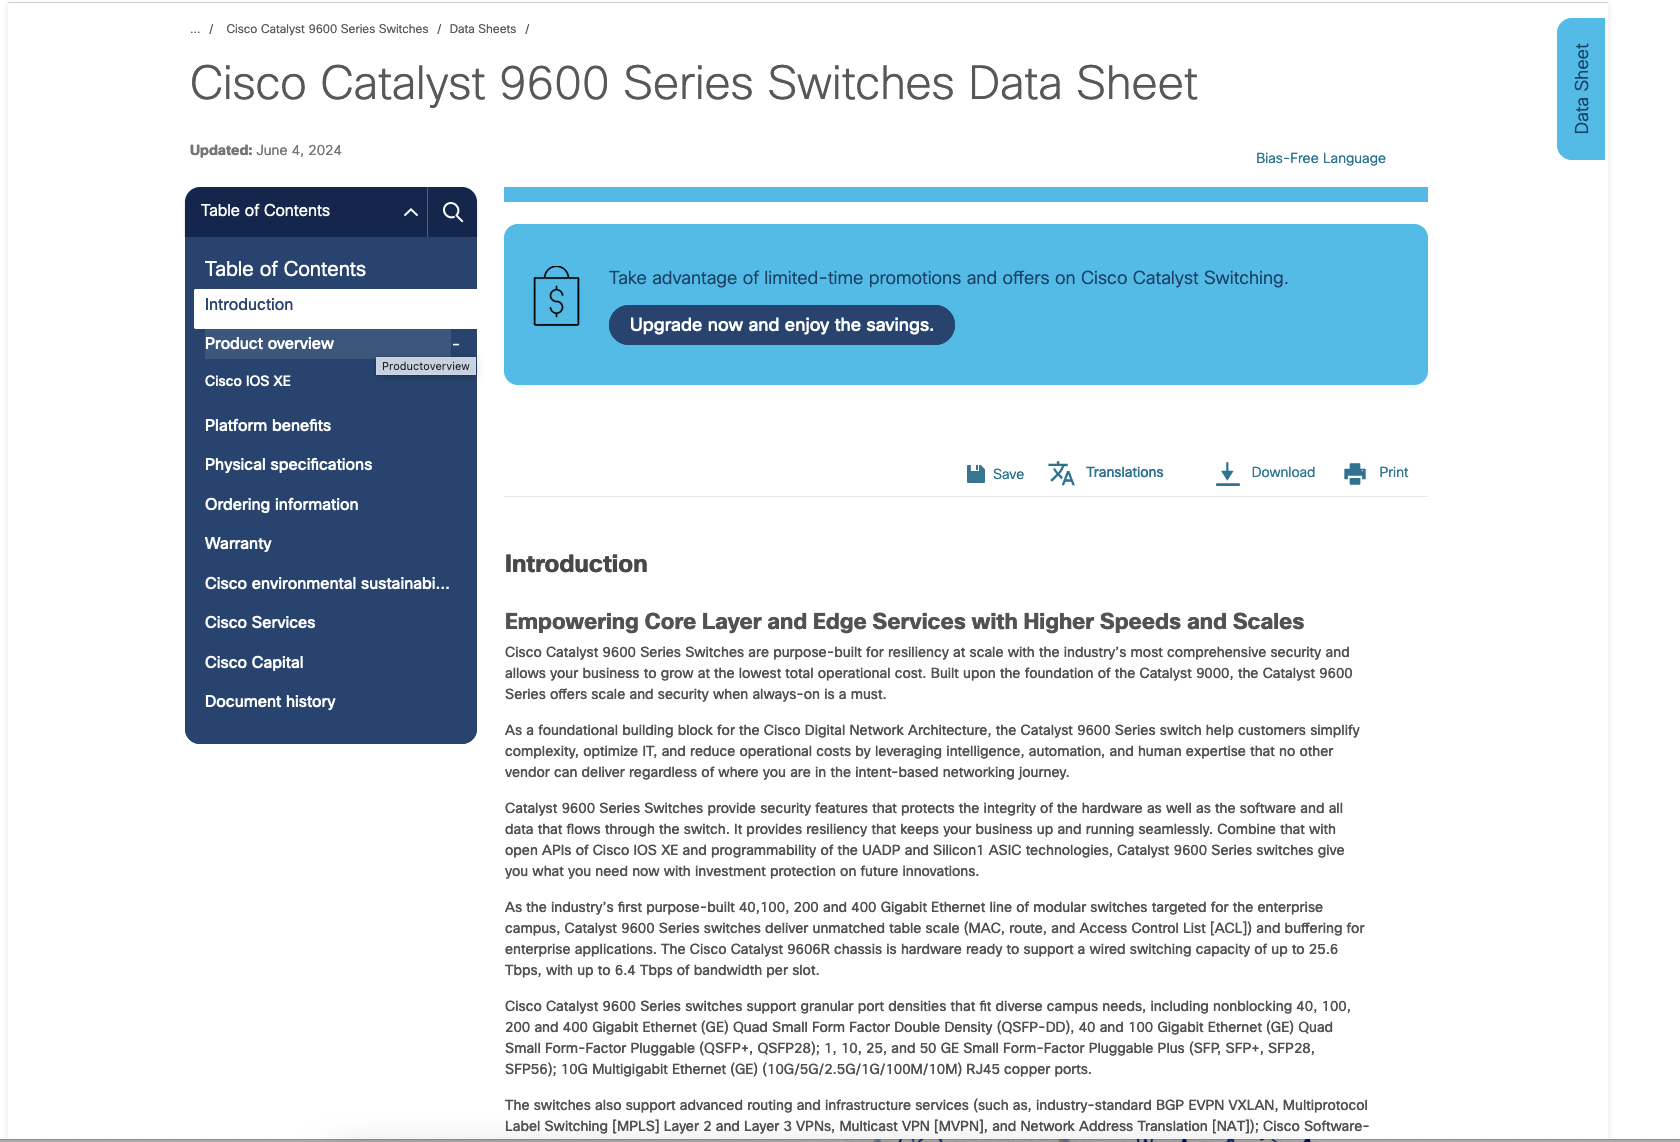 ... / Cisco Catalyst 9600 Series Switches / Data Sheets /
Cisco Catalyst 9600 Series Switches Data Sheet
Data Sheet
Updated: June 4, 2024
Bias-Free Language
Table of Contents
Table of Contents
Introduction
Product overview -
Productoverview
Cisco IOS XE
Platform benefits
Physical specifications
Ordering information
Warranty
Cisco environmental sustainabi...
Cisco Services
Cisco Capital
Document history
$
Take advantage of limited-time promotions and offers on Cisco Catalyst Switching.
Upgrade now and enjoy the savings.
Save Translations Download Print
Introduction
Empowering Core Layer and Edge Services with Higher Speeds and Scales
Cisco Catalyst 9600 Series Switches are purpose-built for resiliency at scale with the industry's most comprehensive security and
allows your business to grow at the lowest total operational cost. Built upon the foundation of the Catalyst 9000, the Catalyst 9600
Series offers scale and security when always-on is a must.
As a foundational building block for the Cisco Digital Network Architecture, the Catalyst 9600 Series switch help customers simplify
complexity, optimize IT, and reduce operational costs by leveraging intelligence, automation, and human expertise that no other
vendor can deliver regardless of where you are in the intent-based networking journey.
Catalyst 9600 Series Switches provide security features that protects the integrity of the hardware as well as the software and all
data that flows through the switch. It provides resiliency that keeps your business up and running seamlessly. Combine that with
open APIs of Cisco IOS XE and programmability of the UADP and Silicon1 ASIC technologies, Catalyst 9600 Series switches give
you what you need now with investment protection on future innovations.
As the industry's first purpose-built 40,100, 200 and 400 Gigabit Ethernet line of modular switches targeted for the enterprise
campus, Catalyst 9600 Series switches deliver unmatched table scale (MAC, route, and Access Control List [ACL]) and buffering for
enterprise applications. The Cisco Catalyst 9606R chassis is hardware ready to support a wired switching capacity of up to 25.6
Tbps, with up to 6.4 Tbps of bandwidth per slot.
Cisco Catalyst 9600 Series switches support granular port densities that fit diverse campus needs, including nonblocking 40, 100,
200 and 400 Gigabit Ethernet (GE) Quad Small Form Factor Double Density (QSFP-DD), 40 and 100 Gigabit Ethernet (GE) Quad
Small Form-Factor Pluggable (QSFP+, QSFP28); 1, 10, 25, and 50 GE Small Form-Factor Pluggable Plus (SFP, SFP+, SFP28,
SFP56); 10G Multigigabit Ethernet (GE) (10G/5G/2.5G/1G/100M/10M) RJ45 copper ports.
The switches also support advanced routing and infrastructure services (such as, industry-standard BGP EVPN VXLAN, Multiprotocol
Label Switching [MPLS] Layer 2 and Layer 3 VPNs, Multicast VPN [MVPN], and Network Address Translation [NAT]); Cisco Software-